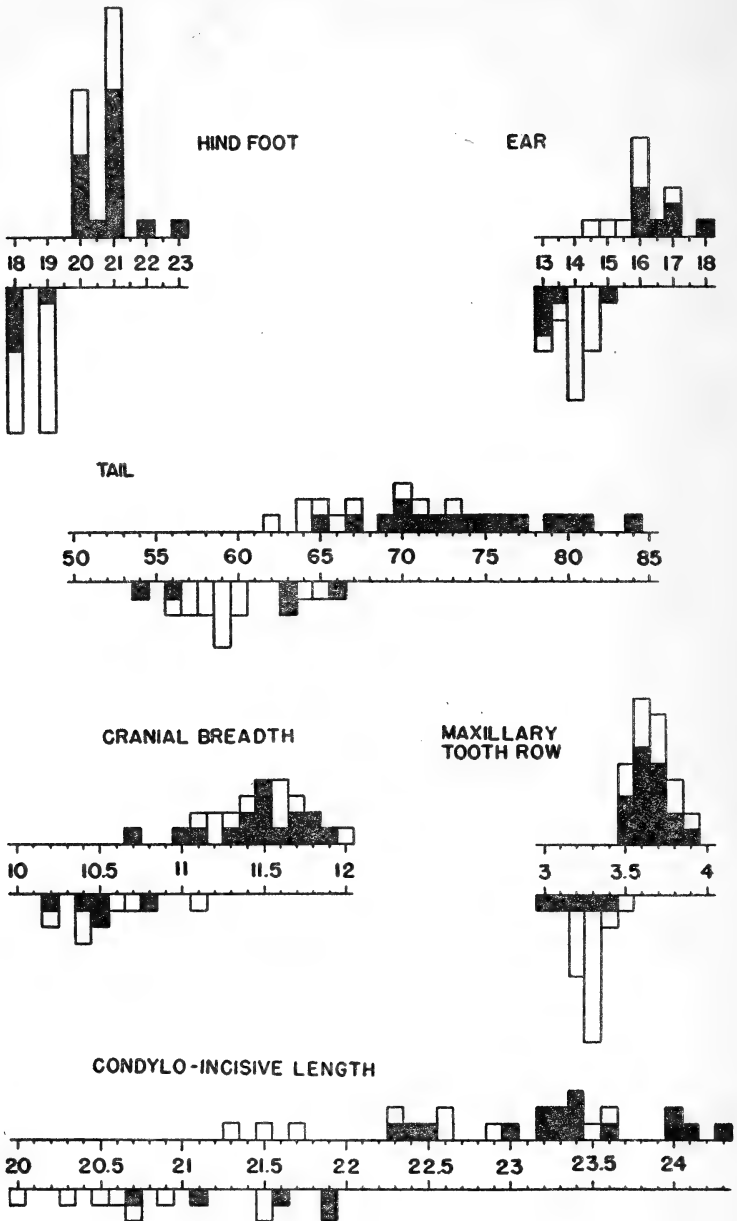 HIND FOOT
EAR
18 19 20 21 22 23
13 14 15 16 17 18
TAIL
50 55 60 65 70 75 80 85
CRANIAL BREADTH
MAXILLARY
TOOTH ROW
10 10.5 11 11.5 12
3 3.5 4
CONDYLO-INCISIVE LENGTH
20 20.5 21 21.5 22 22.5 23 23.5 24